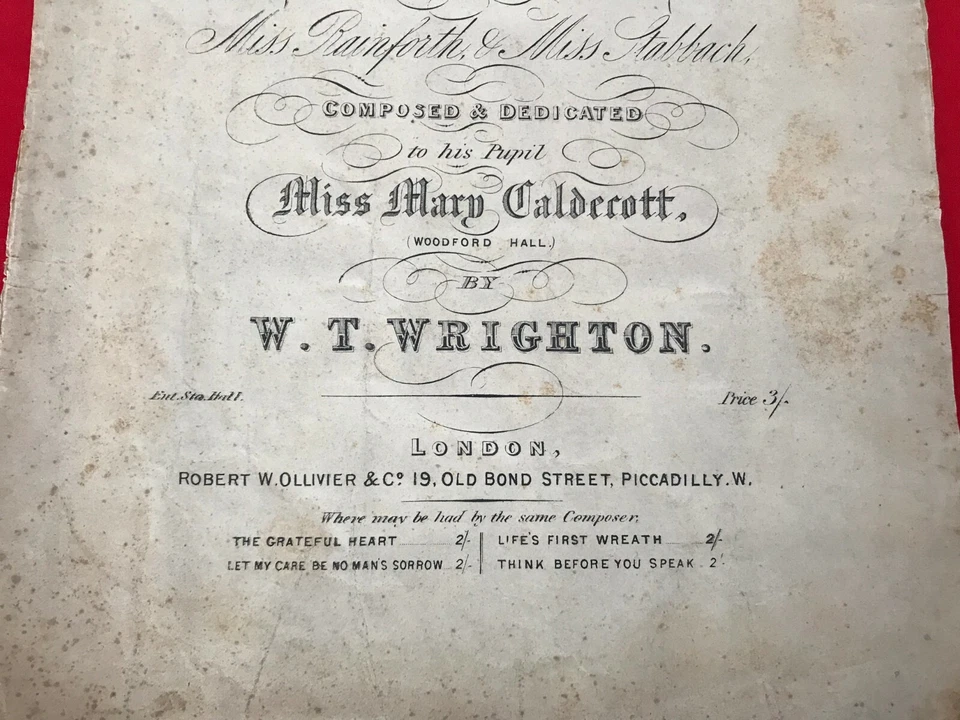 Miss Rainforth, & Miss Stabbach,
COMPOSED & DEDICATED
to his Pupil
Miss Mary Caldecott,
(WOODFORD HALL.)
BY
W. T. WRIGHTON.
Ent. Sta. Hall.
Price 3/-
LONDON,
ROBERT W. OLLIVIER & Co 19, OLD BOND STREET, PICCADILLY. W.
Where may be had by the same Composer,
THE GRATEFUL HEART 2/- LIFE'S FIRST WREATH 2/-
LET MY CARE BE NO MAN'S SORROW 2/- THINK BEFORE YOU SPEAK 2/-